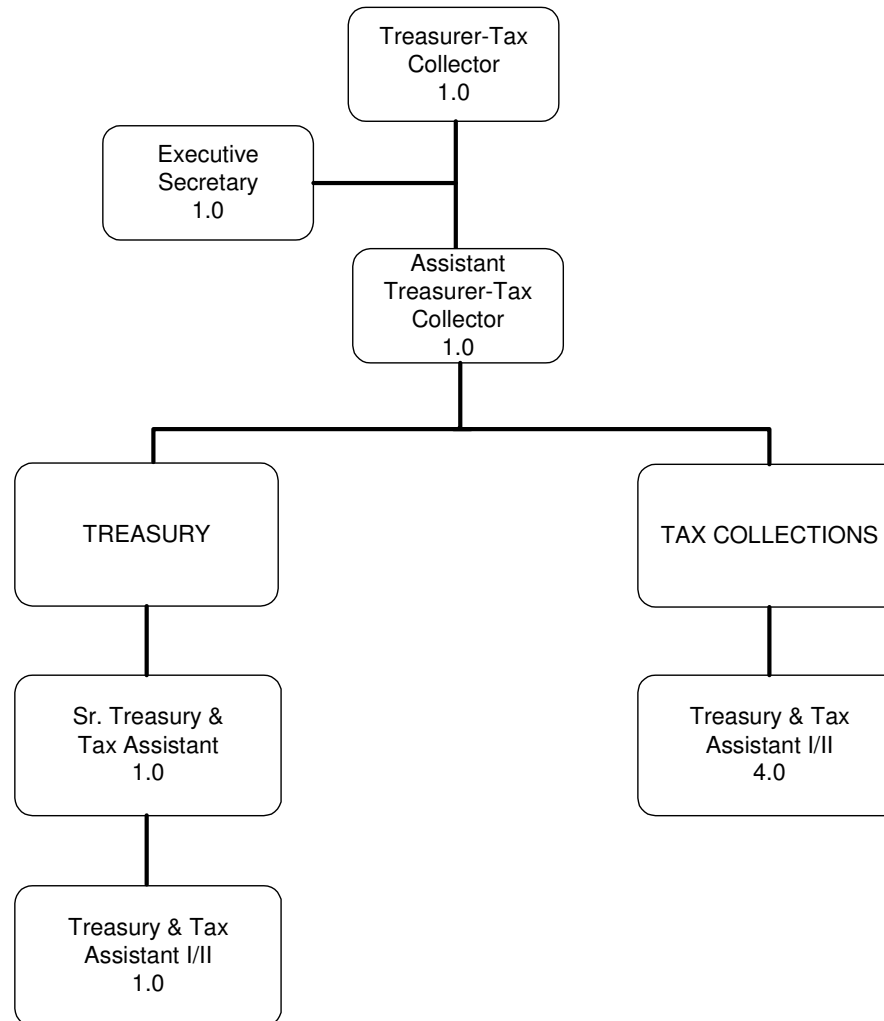 Treasurer-Tax
Collector
1.0
Executive
Secretary
1.0
Assistant
Treasurer-Tax
Collector
1.0
TREASURY
TAX COLLECTIONS
Sr. Treasury &
Tax Assistant
1.0
Treasury & Tax
Assistant I/II
4.0
Treasury & Tax
Assistant I/II
1.0